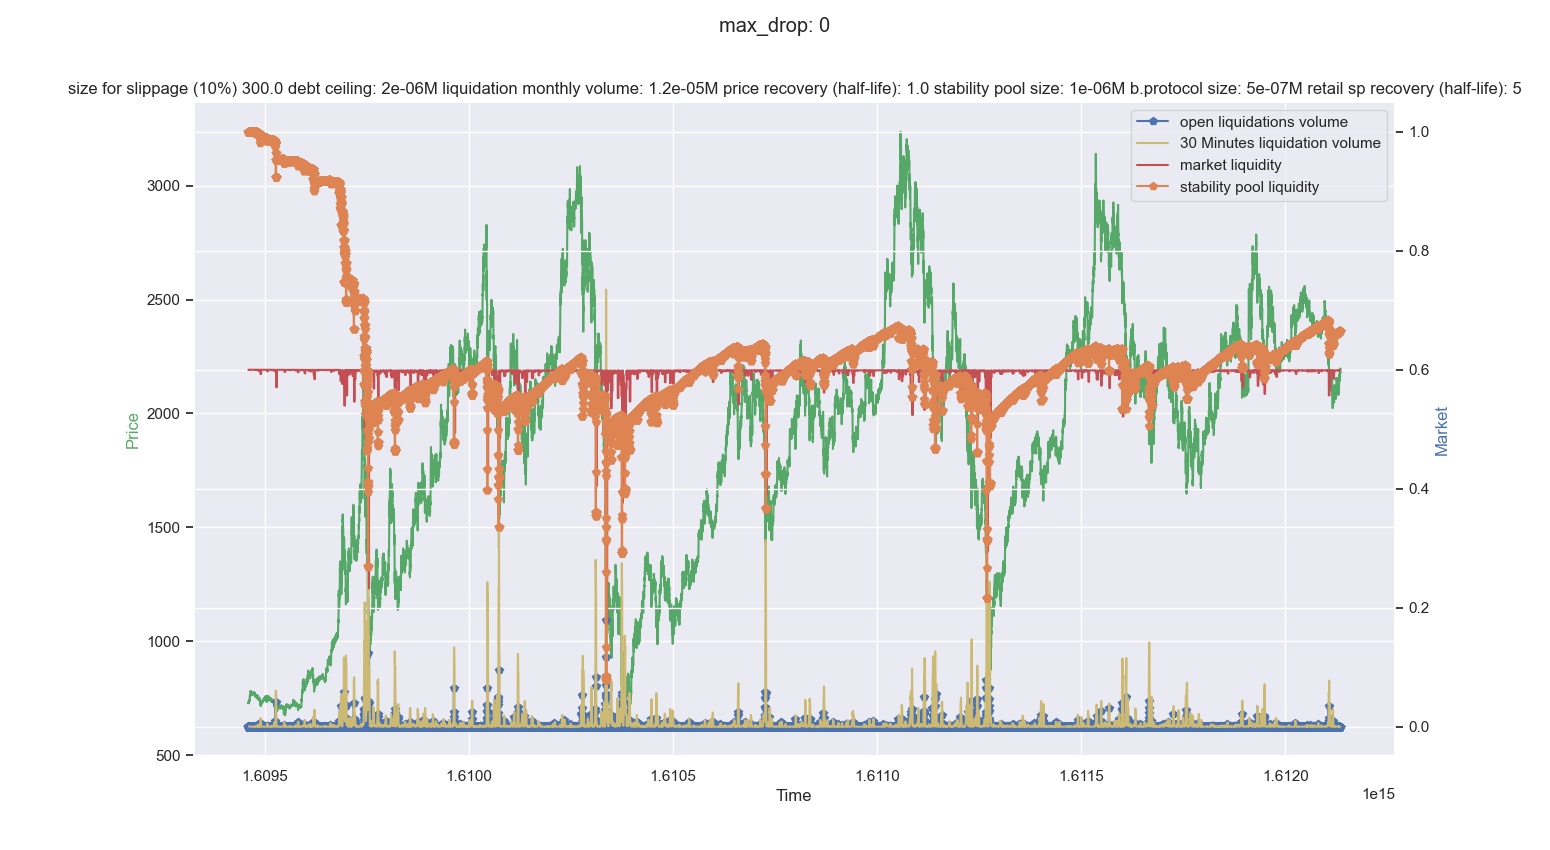 max_drop: 0
size for slippage (10%) 300.0 debt ceiling: 2e-06M liquidation monthly volume: 1.2e-05M price recovery (half-life): 1.0 stability pool size: 1e-06M b.protocol size: 5e-07M retail sp recovery (half-life): 5
open liquidations volume
30 Minutes liquidation volume
market liquidity
stability pool liquidity
3000
2500
2000
1500
1000
500
Price
1.0
0.8
0.6
0.4
0.2
0.0
Market
1.6095 1.6100 1.6105 1.6110 1.6115 1.6120
Time
1e15